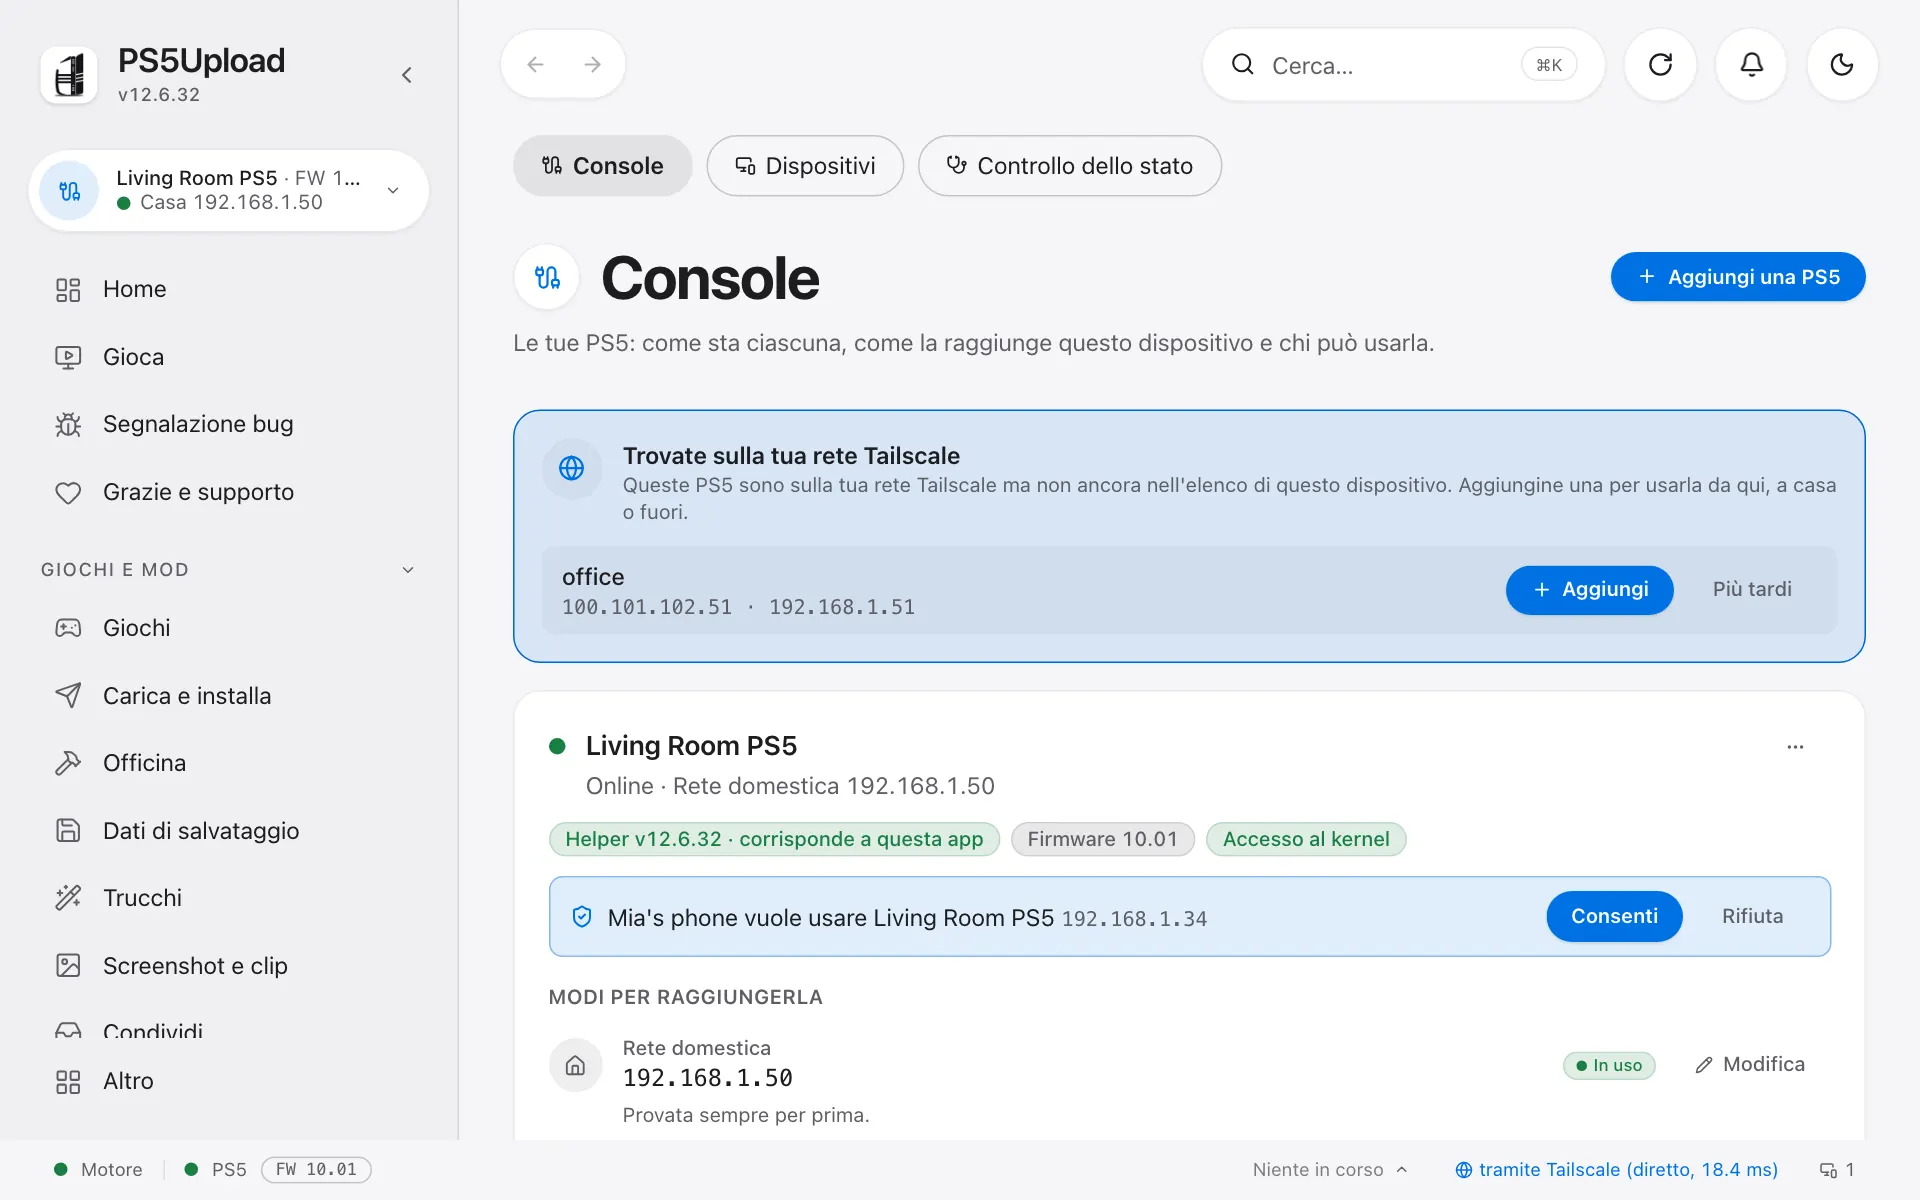 PS5Upload
v12.6.32
Living Room PS5 · FW 1...
Casa 192.168.1.50
Home
Gioca
Segnalazione bug
Grazie e supporto
GIOCHI E MOD
Giochi
Carica e installa
Officina
Dati di salvataggio
Trucchi
Screenshot e clip
Condividi
Altro
Cerca...
⌘K
Console
Dispositivi
Controllo dello stato
Console
Aggiungi una PS5
Le tue PS5: come sta ciascuna, come la raggiunge questo dispositivo e chi può usarla.
Trovate sulla tua rete Tailscale
Queste PS5 sono sulla tua rete Tailscale ma non ancora nell'elenco di questo dispositivo. Aggiungine una per usarla da qui, a casa
o fuori.
office
100.101.102.51 · 192.168.1.51
Aggiungi
Più tardi
Living Room PS5
Online · Rete domestica 192.168.1.50
Helper v12.6.32 · corrisponde a questa app
Firmware 10.01
Accesso al kernel
Mia's phone vuole usare Living Room PS5 192.168.1.34
Consenti
Rifiuta
MODI PER RAGGIUNGERLA
Rete domestica
192.168.1.50
Provata sempre per prima.
In uso
Modifica
Motore
PS5
FW 10.01
Niente in corso
tramite Tailscale (diretto, 18.4 ms)
1